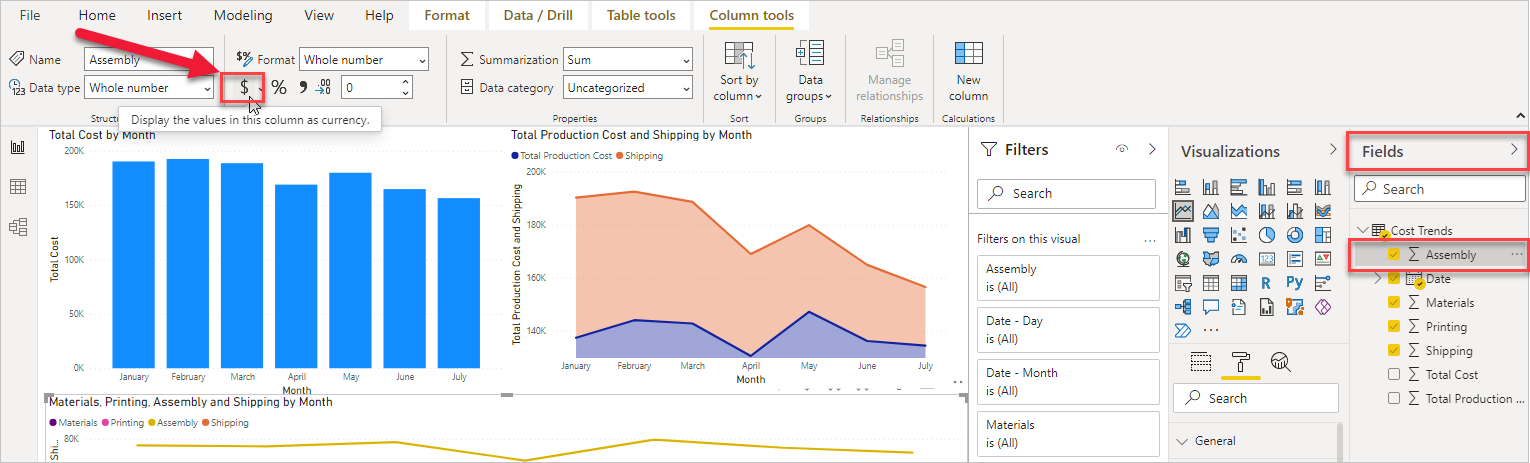 File Home Insert Modeling View Help Format Data / Drill Table tools Column tools
Name Assembly
$% Format Whole number
Summarization Sum
Data type Whole number
$ % 0
Data category Uncategorized
Sort by column
Data groups
Manage relationships
New column
Properties Sort Groups Relationships Calculations
Display the values in this column as currency.
Total Cost by Month
200K
150K
100K
50K
0K
Total Cost
January February March April May June July
Month
Total Production Cost and Shipping by Month
Total Production Cost Shipping
200K
180K
160K
140K
Total Production Cost and Shipping
January February March April May June July
Month
Materials, Printing, Assembly and Shipping by Month
Materials Printing Assembly Shipping
80K
Shi...
Filters
Search
Filters on this visual
...
Assembly
is (All)
Date - Day
is (All)
Date - Month
is (All)
Materials
is (All)
Visualizations
123
R Py
...
Search
General
Fields
Search
Cost Trends
Assembly ...
Date
Materials
Printing
Shipping
Total Cost
Total Production ...